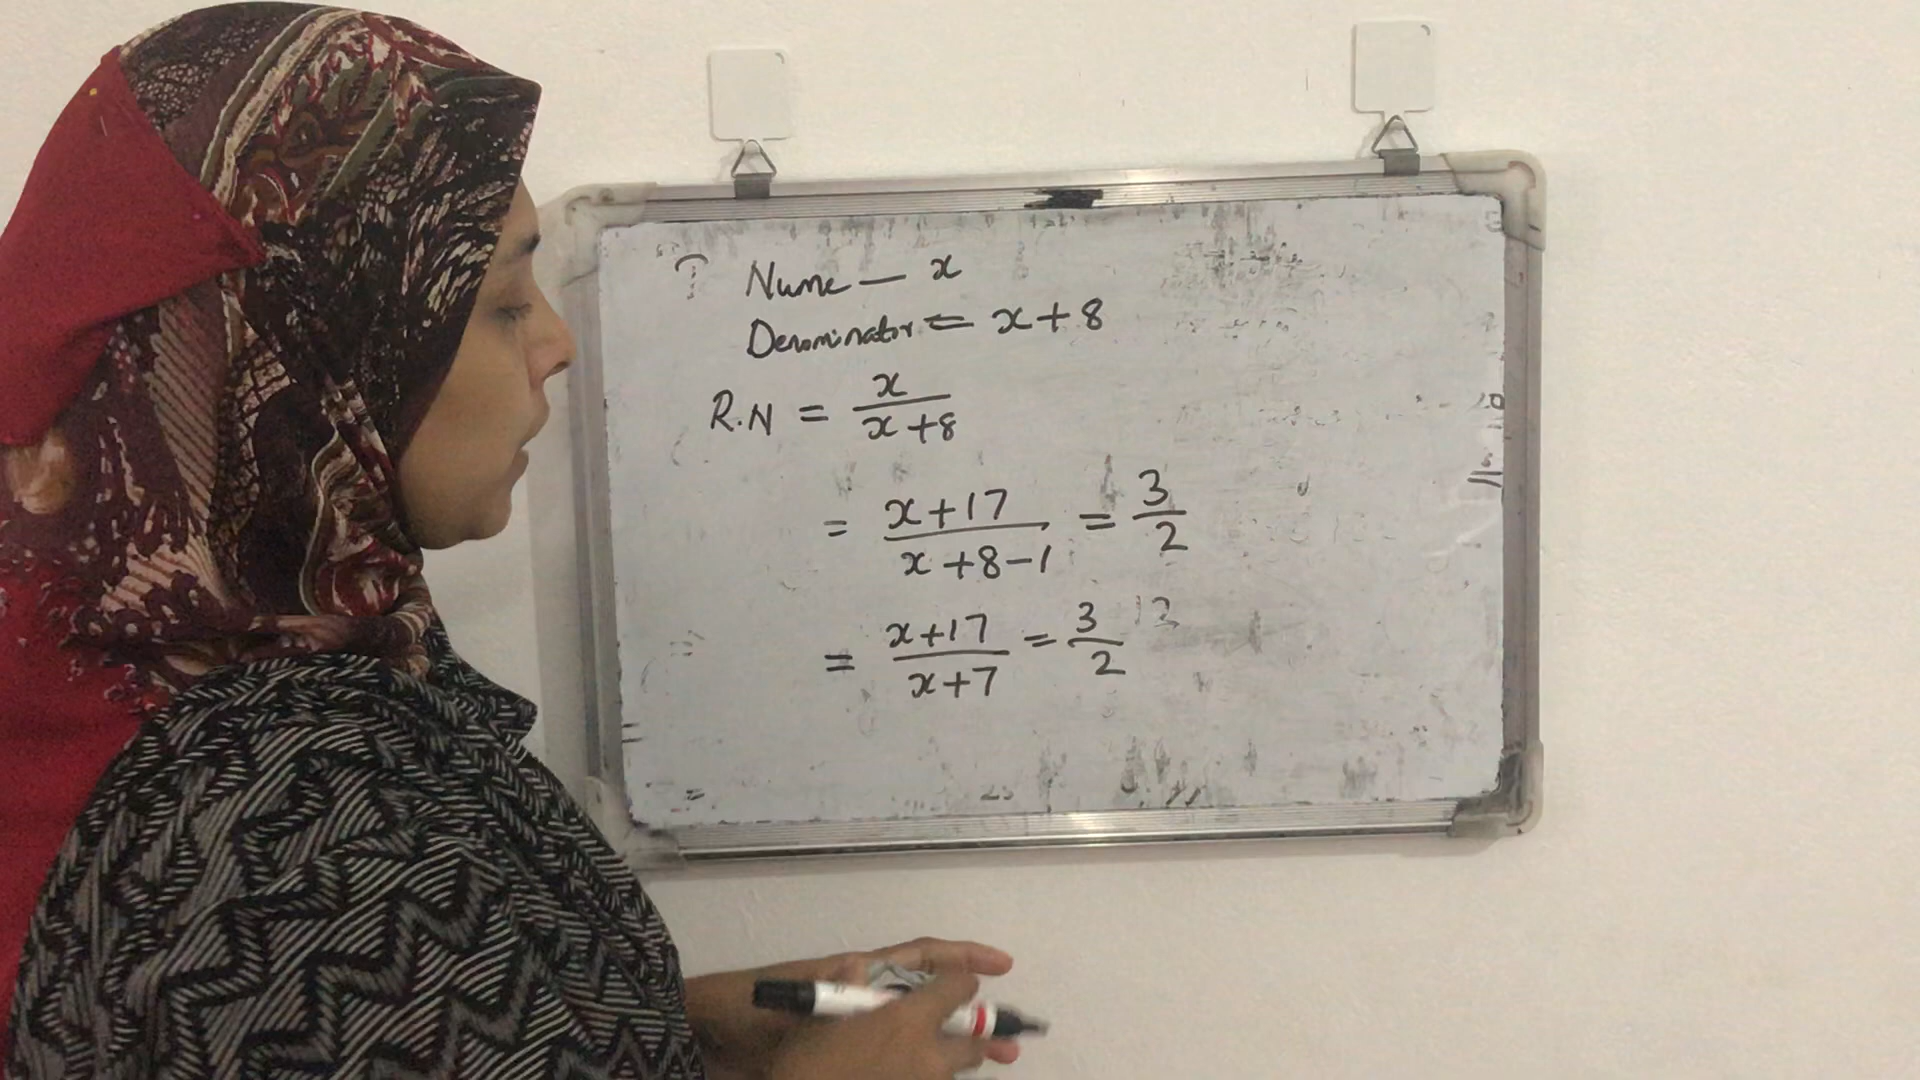 Nume — x
Denominator = x + 8
R.N = x / x + 8
= x + 17 / x + 8 - 1 = 3 / 2
= x + 17 / x + 7 = 3 / 2